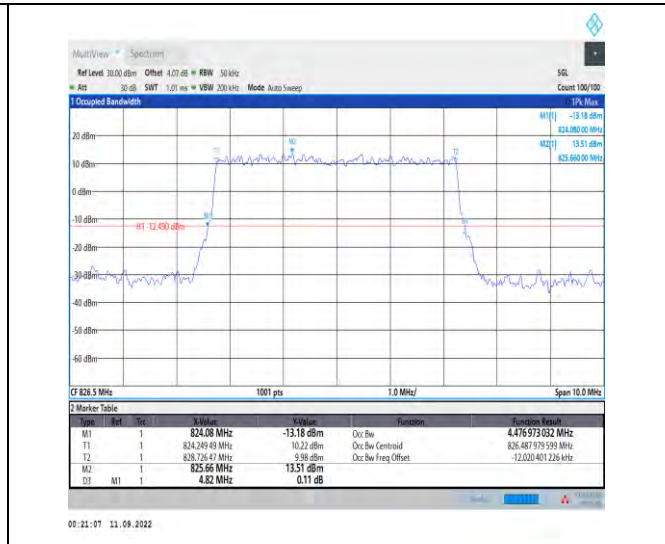 MultiView Spectrum
Ref Level 30.00 dBm Offset 4.07 dB RBW 50 kHz SGL
Att 30 dB SWT 1.01 ms VBW 200 kHz Mode Auto Sweep Count 100/100
1 Occupied Bandwidth 1Pk Max
M1[1] -13.18 dBm
824.080 00 MHz
M2[1] 13.51 dBm
825.660 00 MHz
20 dBm
T1 M2 T2
10 dBm
0 dBm
-10 dBm
M1
H1 -12.490 dBm
-20 dBm
-30 dBm
-40 dBm
-50 dBm
-60 dBm
CF 826.5 MHz 1001 pts 1.0 MHz/ Span 10.0 MHz
2 Marker Table
Type Ref Trc X-Value Y-Value Function Function Result
M1 1 824.08 MHz -13.18 dBm Occ Bw 4.476 973 032 MHz
T1 1 824.249 49 MHz 10.22 dBm Occ Bw Centroid 826.487 979 599 MHz
T2 1 828.726 47 MHz 9.98 dBm Occ Bw Freq Offset -12.020 401 226 kHz
M2 1 825.66 MHz 13.51 dBm
D3 M1 1 4.82 MHz 0.11 dB
00:21:07 11.09.2022